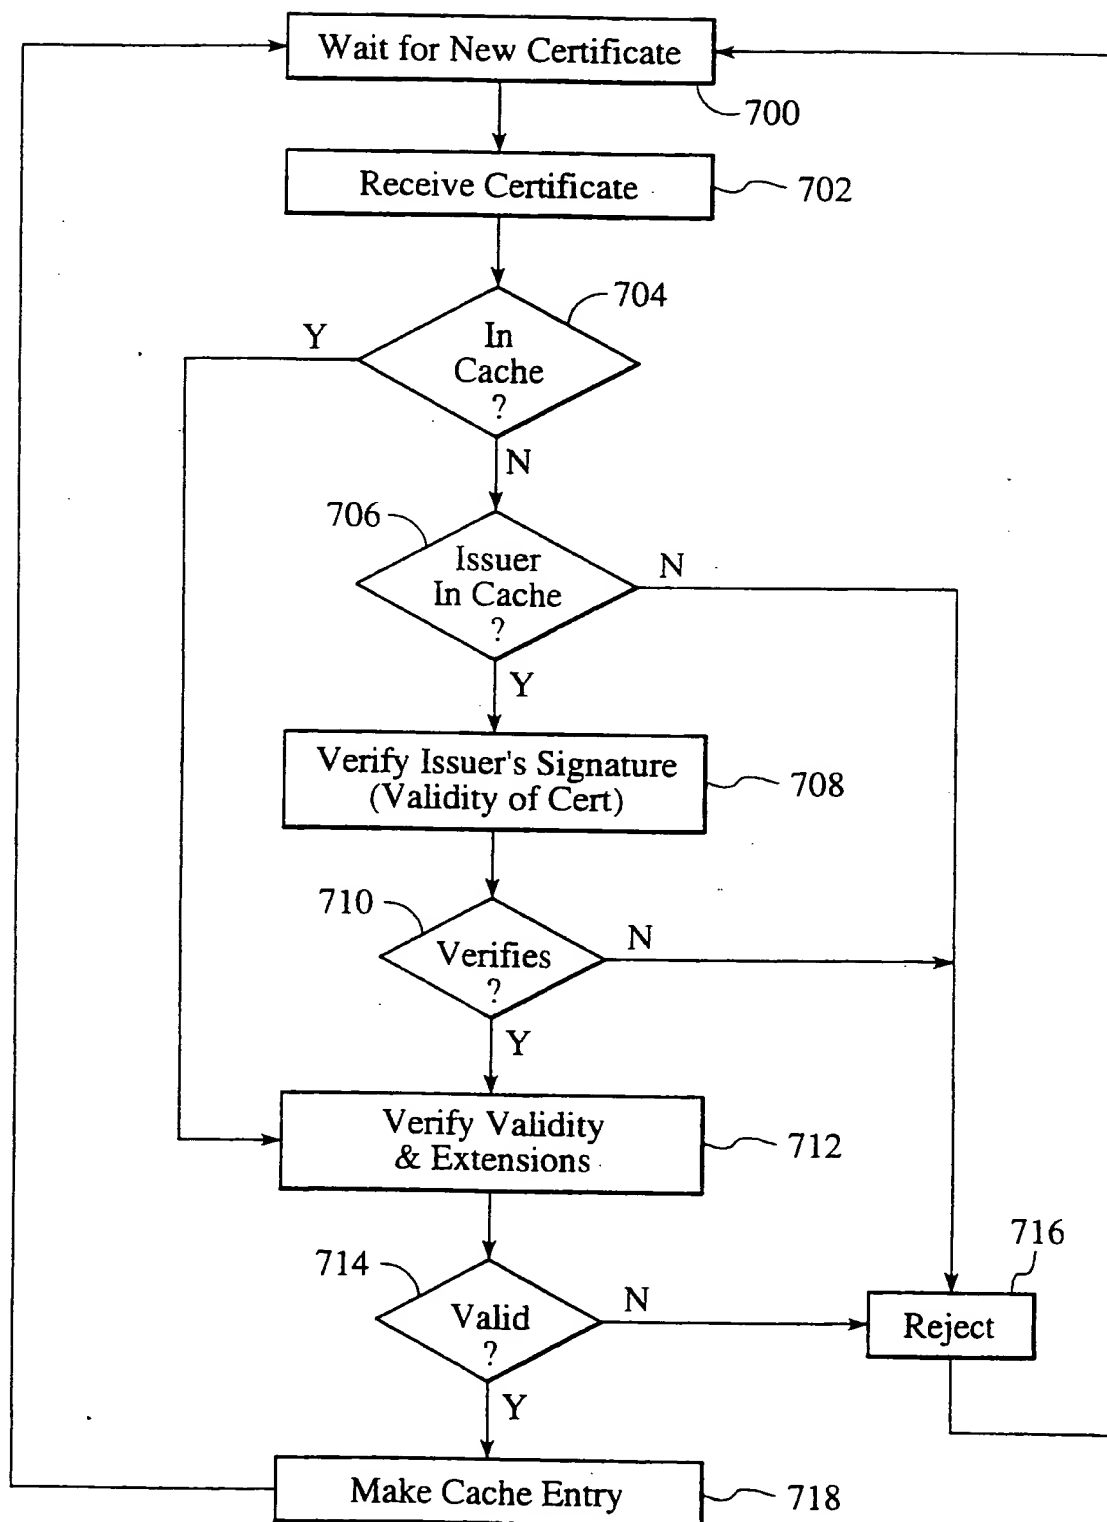 Wait for New Certificate
700
Receive Certificate
702
704
Y
In
Cache
?
N
706
Issuer
In Cache
?
N
Y
Verify Issuer's Signature
(Validity of Cert)
708
710
Verifies
?
N
Y
Verify Validity
& Extensions
712
714
Valid
?
N
716
Reject
Y
Make Cache Entry
718